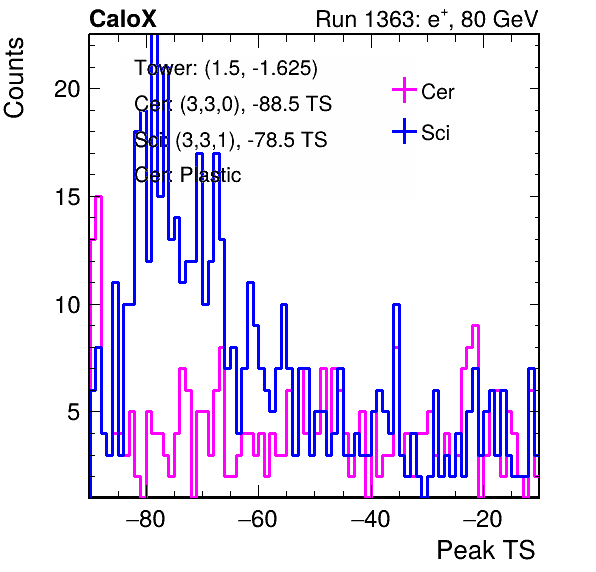 CaloX Run 1363: e⁺, 80 GeV
Counts
Tower: (1.5, -1.625)
Cer: (3,3,0), -88.5 TS
Sci: (3,3,1), -78.5 TS
Cer: Plastic
Cer
Sci
20
15
10
5
−80 −60 −40 −20
Peak TS